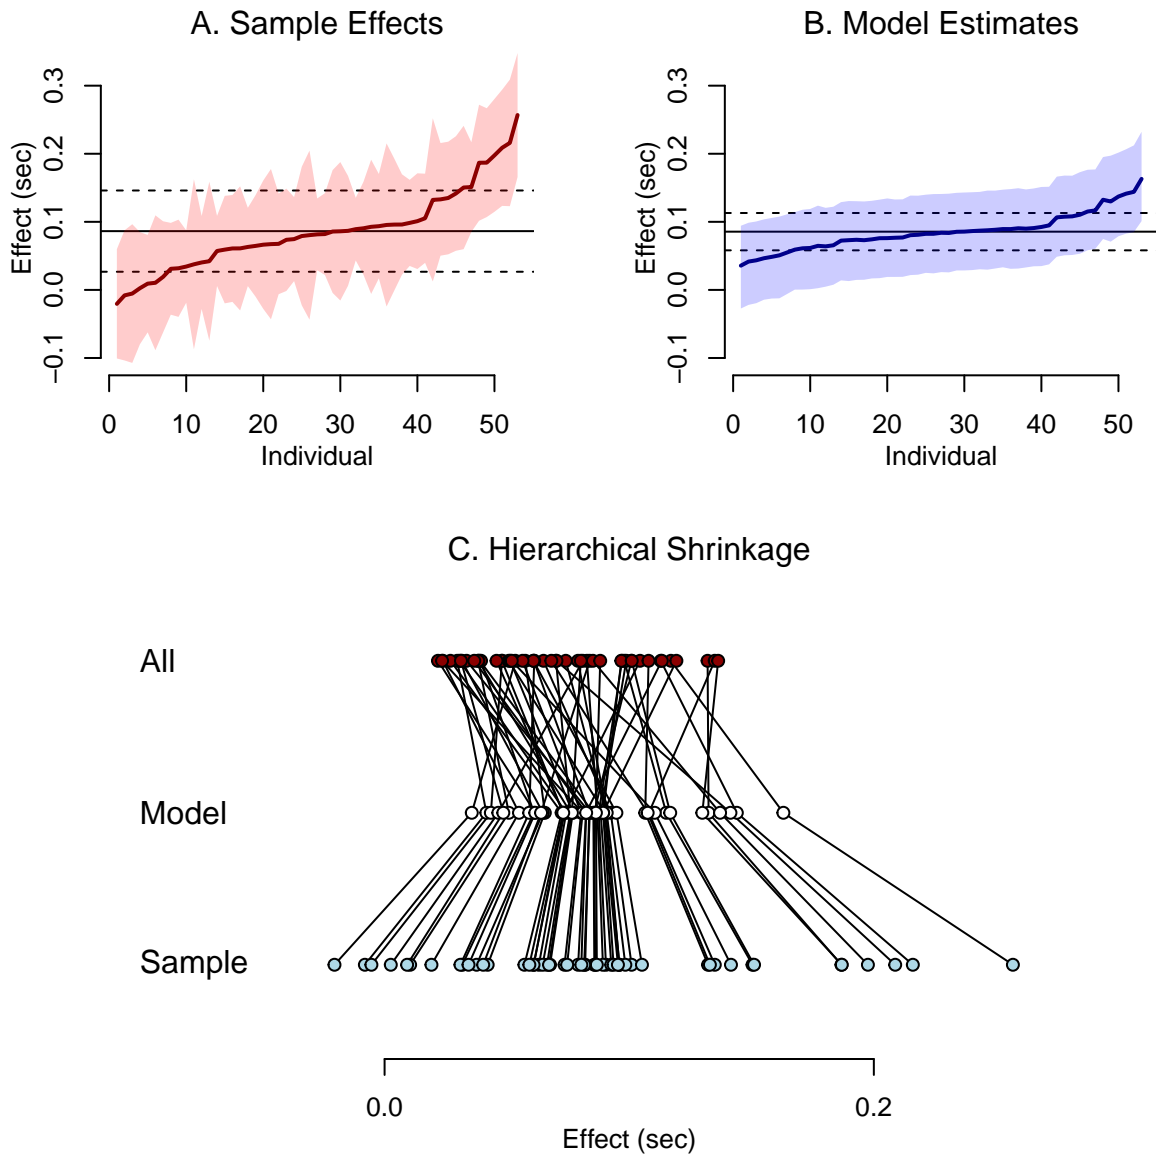 A. Sample Effects
B. Model Estimates
Effect (sec)
0.3
0.2
0.1
0.0
−0.1
0 10 20 30 40 50
Individual
Effect (sec)
0.3
0.2
0.1
0.0
−0.1
0 10 20 30 40 50
Individual
C. Hierarchical Shrinkage
All
Model
Sample
0.0 0.2
Effect (sec)